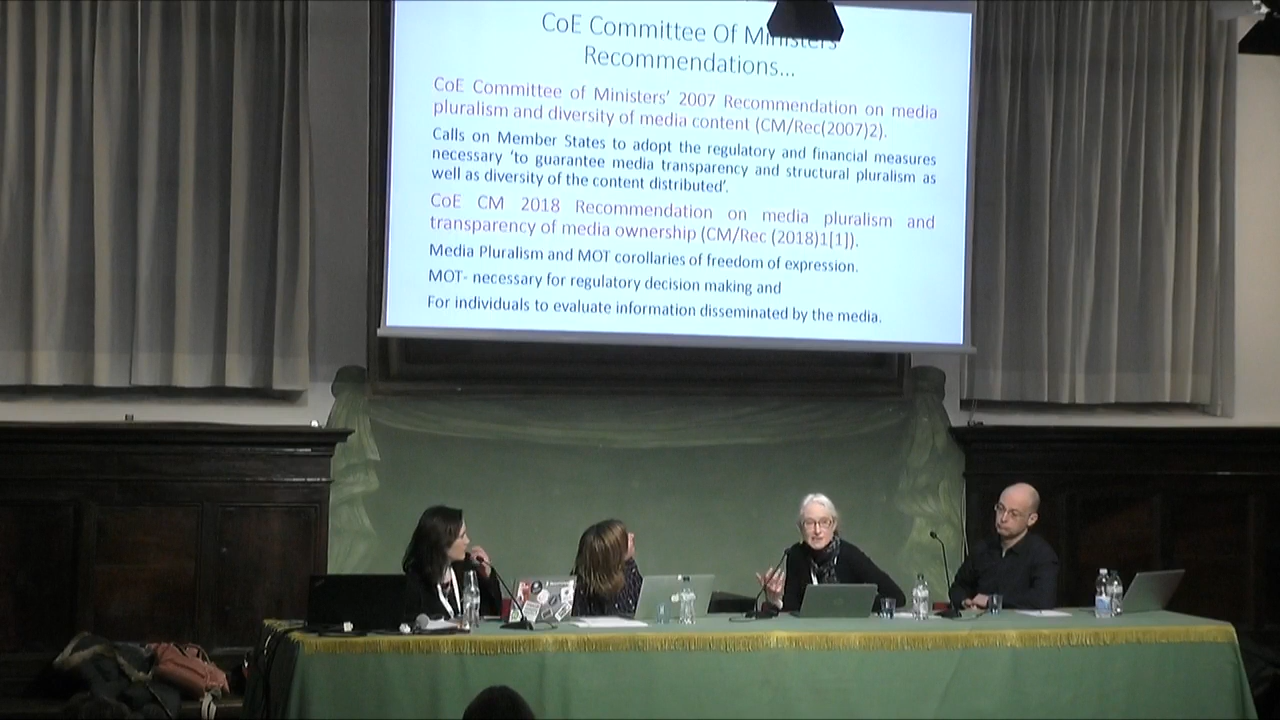 CoE Committee Of Ministers
Recommendations...
CoE Committee of Ministers' 2007 Recommendation on media
pluralism and diversity of media content (CM/Rec(2007)2).
Calls on Member States to adopt the regulatory and financial measures
necessary 'to guarantee media transparency and structural pluralism as
well as diversity of the content distributed'.
CoE CM 2018 Recommendation on media pluralism and
transparency of media ownership (CM/Rec (2018)1[1]).
Media Pluralism and MOT corollaries of freedom of expression.
MOT- necessary for regulatory decision making and
For individuals to evaluate information disseminated by the media.